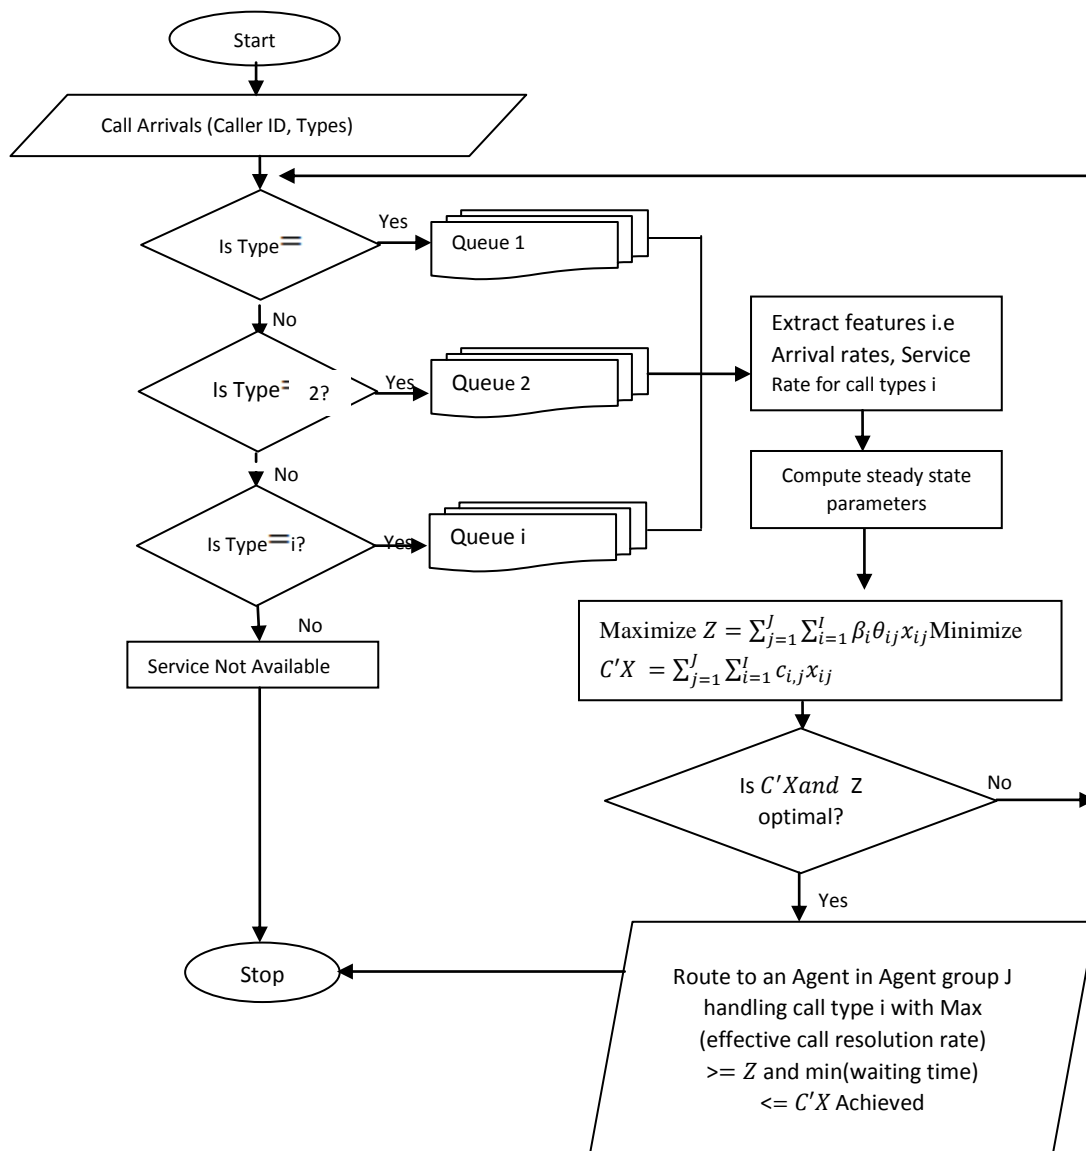 Start
Call Arrivals (Caller ID, Types)
Is Type=
Yes
Queue 1
No
Is Type= 2?
Yes
Queue 2
No
Is Type=i?
Yes
Queue i
No
Service Not Available
Stop
Extract features i.e
Arrival rates, Service
Rate for call types i
Compute steady state
parameters
Maximize Z = ∑_{j=1}^{J} ∑_{i=1}^{I} β_i θ_{ij} x_{ij}Minimize
C′X = ∑_{j=1}^{J} ∑_{i=1}^{I} c_{i,j} x_{ij}
Is C′Xand Z
optimal?
No
Yes
Route to an Agent in Agent group J
handling call type i with Max
(effective call resolution rate)
>= Z and min(waiting time)
<= C′X Achieved